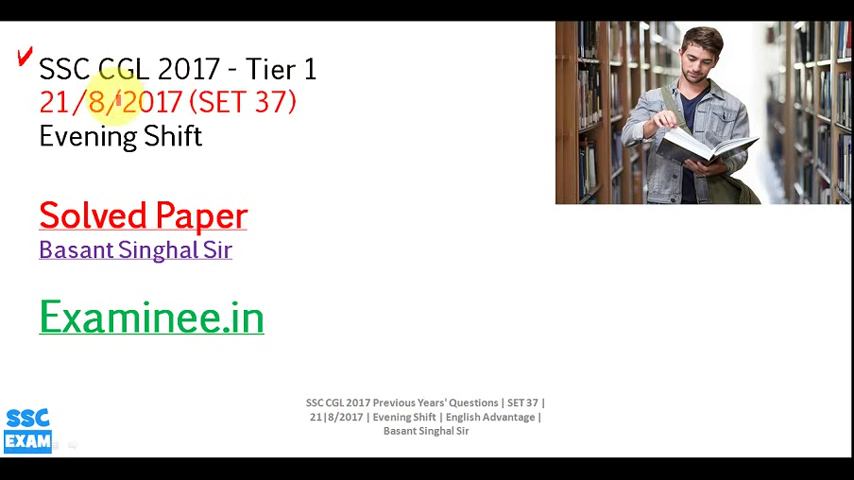 SSC CGL 2017 - Tier 1
21/8/2017 (SET 37)
Evening Shift
Solved Paper
Basant Singhal Sir
Examinee.in
SSC CGL 2017 Previous Years' Questions | SET 37 |
21|8/2017 | Evening Shift | English Advantage |
Basant Singhal Sir
SSC
EXAM